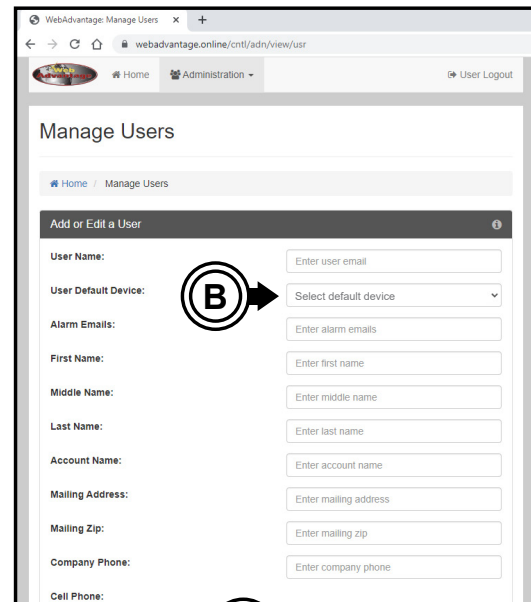 WebAdvantage: Manage Users × +
webadvantage.online/cntl/adn/view/usr
Web Advantage Home Administration User Logout
Manage Users
Home / Manage Users
Add or Edit a User
User Name: Enter user email
User Default Device: B Select default device
Alarm Emails: Enter alarm emails
First Name: Enter first name
Middle Name: Enter middle name
Last Name: Enter last name
Account Name: Enter account name
Mailing Address: Enter mailing address
Mailing Zip: Enter mailing zip
Company Phone: Enter company phone
Cell Phone: